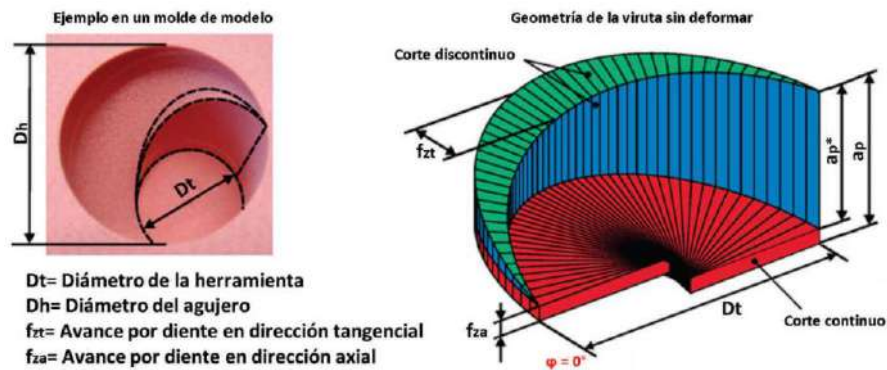 Ejemplo en un molde de modelo
Dh
Dt
Dt= Diámetro de la herramienta
Dh= Diámetro del agujero
fzt= Avance por diente en dirección tangencial
fza= Avance por diente en dirección axial
Geometría de la viruta sin deformar
Corte discontinuo
fzt
ap*
ap
Dt
fza
Corte continuo
φ = 0°